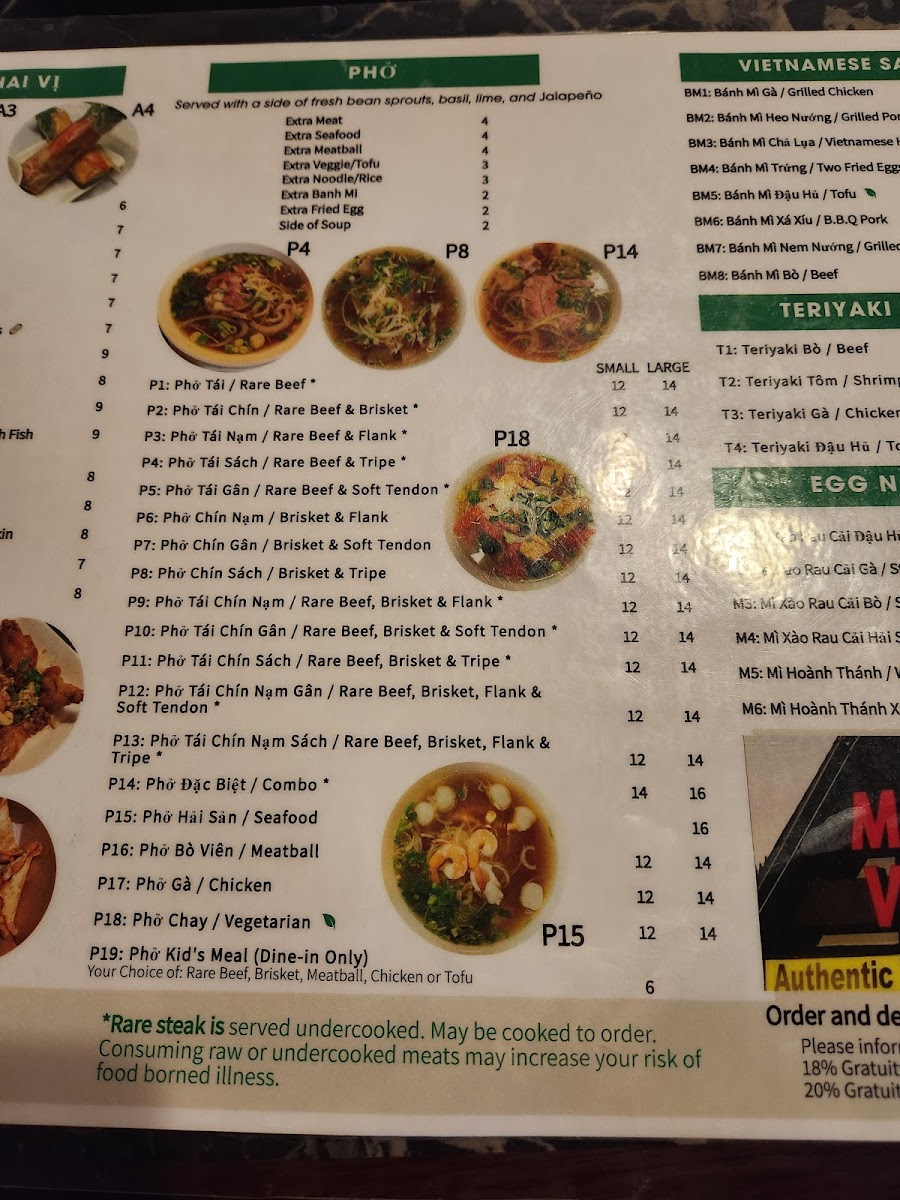 HAI VỊ
A3
A4
6
7
7
7
7
7
9
8
9
h Fish
9
8
8
8
7
8
PHỞ
Served with a side of fresh bean sprouts, basil, lime, and Jalapeño
Extra Meat 4
Extra Seafood 4
Extra Meatball 4
Extra Veggie/Tofu 3
Extra Noodle/Rice 3
Extra Banh Mi 2
Extra Fried Egg 2
Side of Soup 2
P4
P8
P14
SMALL LARGE
P1: Phở Tái / Rare Beef * 12 14
P2: Phở Tái Chín / Rare Beef & Brisket * 12 14
P3: Phở Tái Nạm / Rare Beef & Flank * 14
P18
P4: Phở Tái Sách / Rare Beef & Tripe * 14
P5: Phở Tái Gân / Rare Beef & Soft Tendon * 14
P6: Phở Chín Nạm / Brisket & Flank 12 14
P7: Phở Chín Gân / Brisket & Soft Tendon 12 14
P8: Phở Chín Sách / Brisket & Tripe 12 14
P9: Phở Tái Chín Nạm / Rare Beef, Brisket & Flank * 12 14
P10: Phở Tái Chín Gân / Rare Beef, Brisket & Soft Tendon * 12 14
P11: Phở Tái Chín Sách / Rare Beef, Brisket & Tripe * 12 14
P12: Phở Tái Chín Nạm Gân / Rare Beef, Brisket, Flank &
Soft Tendon * 12 14
P13: Phở Tái Chín Nạm Sách / Rare Beef, Brisket, Flank &
Tripe * 12 14
P14: Phở Đặc Biệt / Combo * 14 16
P15: Phở Hải Sản / Seafood 16
P16: Phở Bò Viên / Meatball 12 14
P17: Phở Gà / Chicken 12 14
P18: Phở Chay / Vegetarian 12 14
P15
P19: Phở Kid's Meal (Dine-in Only)
Your Choice of: Rare Beef, Brisket, Meatball, Chicken or Tofu 6
*Rare steak is served undercooked. May be cooked to order.
Consuming raw or undercooked meats may increase your risk of
food borned illness.
VIETNAMESE SA
BM1: Bánh Mì Gà / Grilled Chicken
BM2: Bánh Mì Heo Nướng / Grilled Por
BM3: Bánh Mì Chả Lụa / Vietnamese H
BM4: Bánh Mì Trứng / Two Fried Eggs
BM5: Bánh Mì Đậu Hủ / Tofu
BM6: Bánh Mì Xá Xíu / B.B.Q Pork
BM7: Bánh Mì Nem Nướng / Grilled
BM8: Bánh Mì Bò / Beef
TERIYAKI
T1: Teriyaki Bò / Beef
T2: Teriyaki Tôm / Shrimp
T3: Teriyaki Gà / Chicken
T4: Teriyaki Đậu Hủ / To
EGG N
Cải Đậu Hủ
Rau Cải Gà / S
M3: Mì Xào Rau Cải Bò / S
M4: Mì Xào Rau Cải Hải S
M5: Mì Hoành Thánh / W
M6: Mì Hoành Thánh X
M
V
Authentic
Order and de
Please infor
18% Gratuit
20% Gratuit